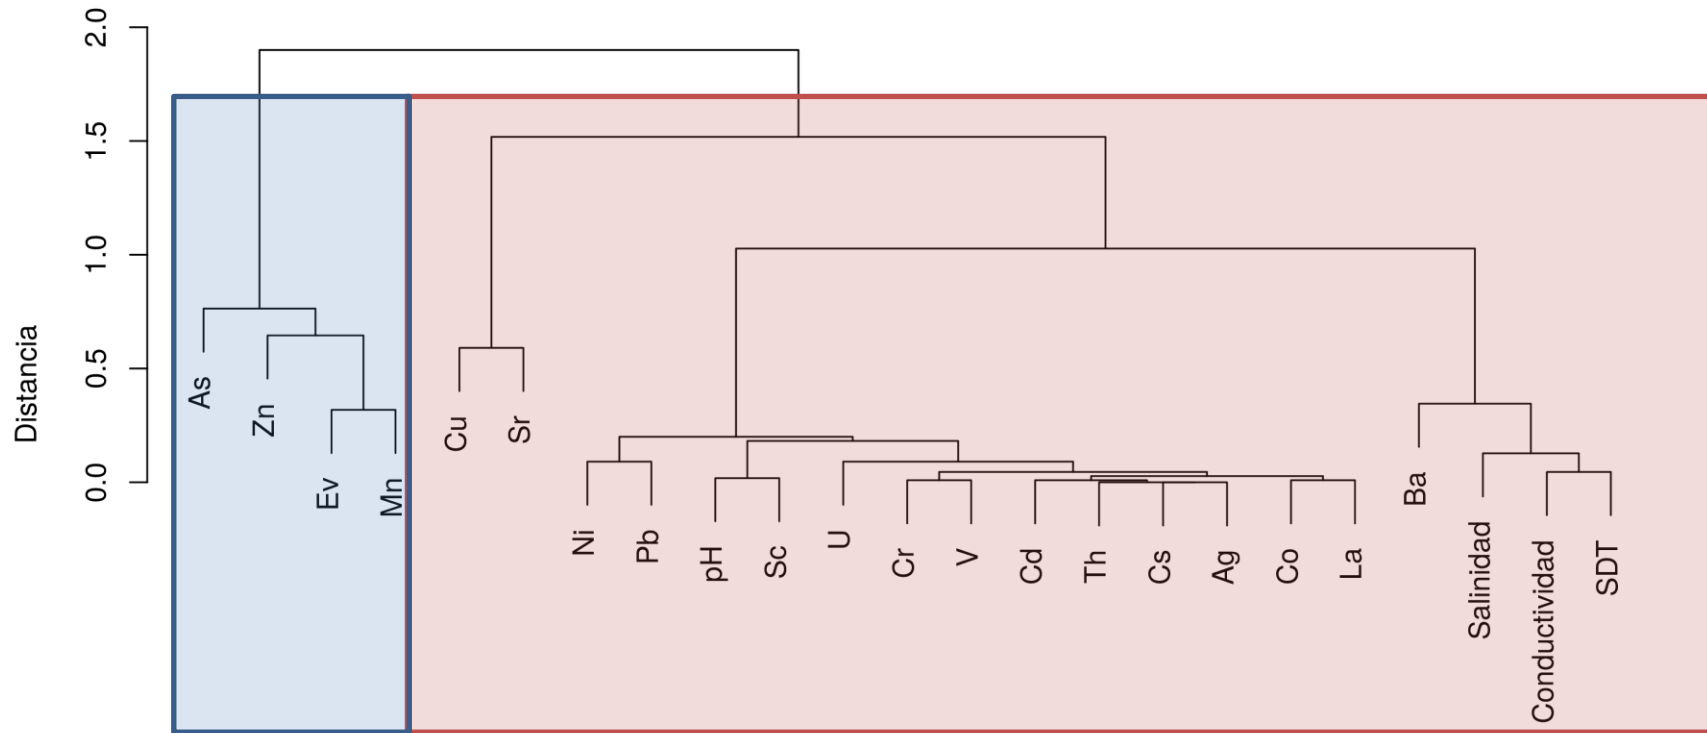 Distancia
2.0
1.5
1.0
0.5
0.0
As
Zn
Ev
Mn
Cu
Sr
Ni
Pb
pH
Sc
U
Cr
V
Cd
Th
Cs
Ag
Co
La
Ba
Salinidad
Conductividad
SDT